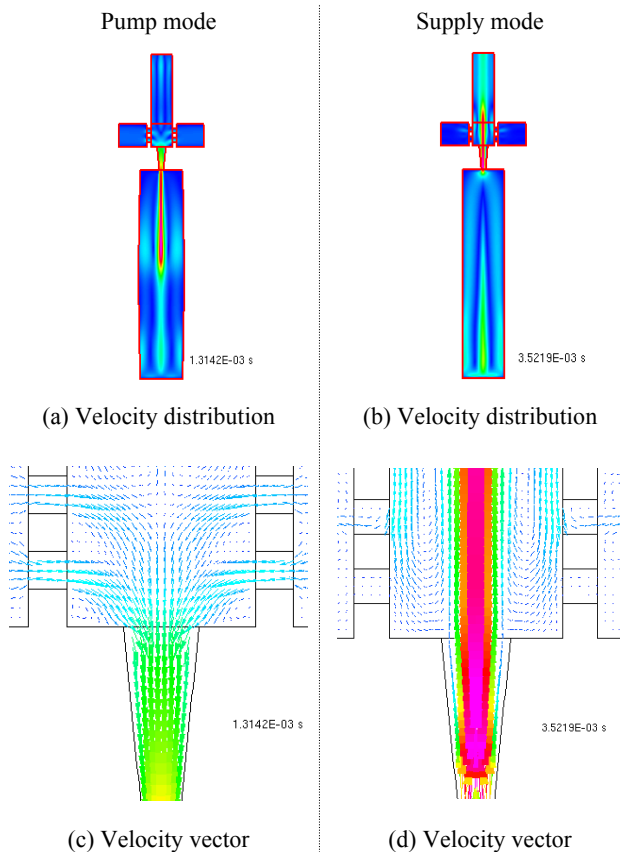 Pump mode
Supply mode
1.3142E-03 s
3.5219E-03 s
(a) Velocity distribution
(b) Velocity distribution
1.3142E-03 s
3.5219E-03 s
(c) Velocity vector
(d) Velocity vector